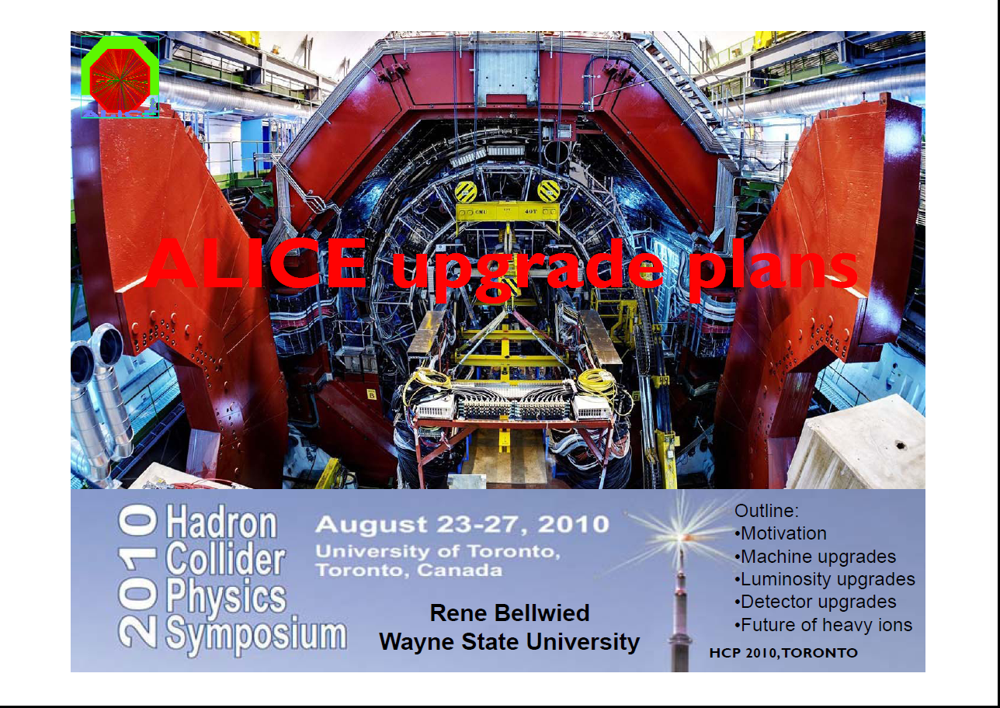 ALICE
GMU 40T
ALICE upgrade plans
B
2010
Hadron
Collider
Physics
Symposium
August 23-27, 2010
University of Toronto,
Toronto, Canada
Rene Bellwied
Wayne State University
Outline:
•Motivation
•Machine upgrades
•Luminosity upgrades
•Detector upgrades
•Future of heavy ions
HCP 2010, TORONTO